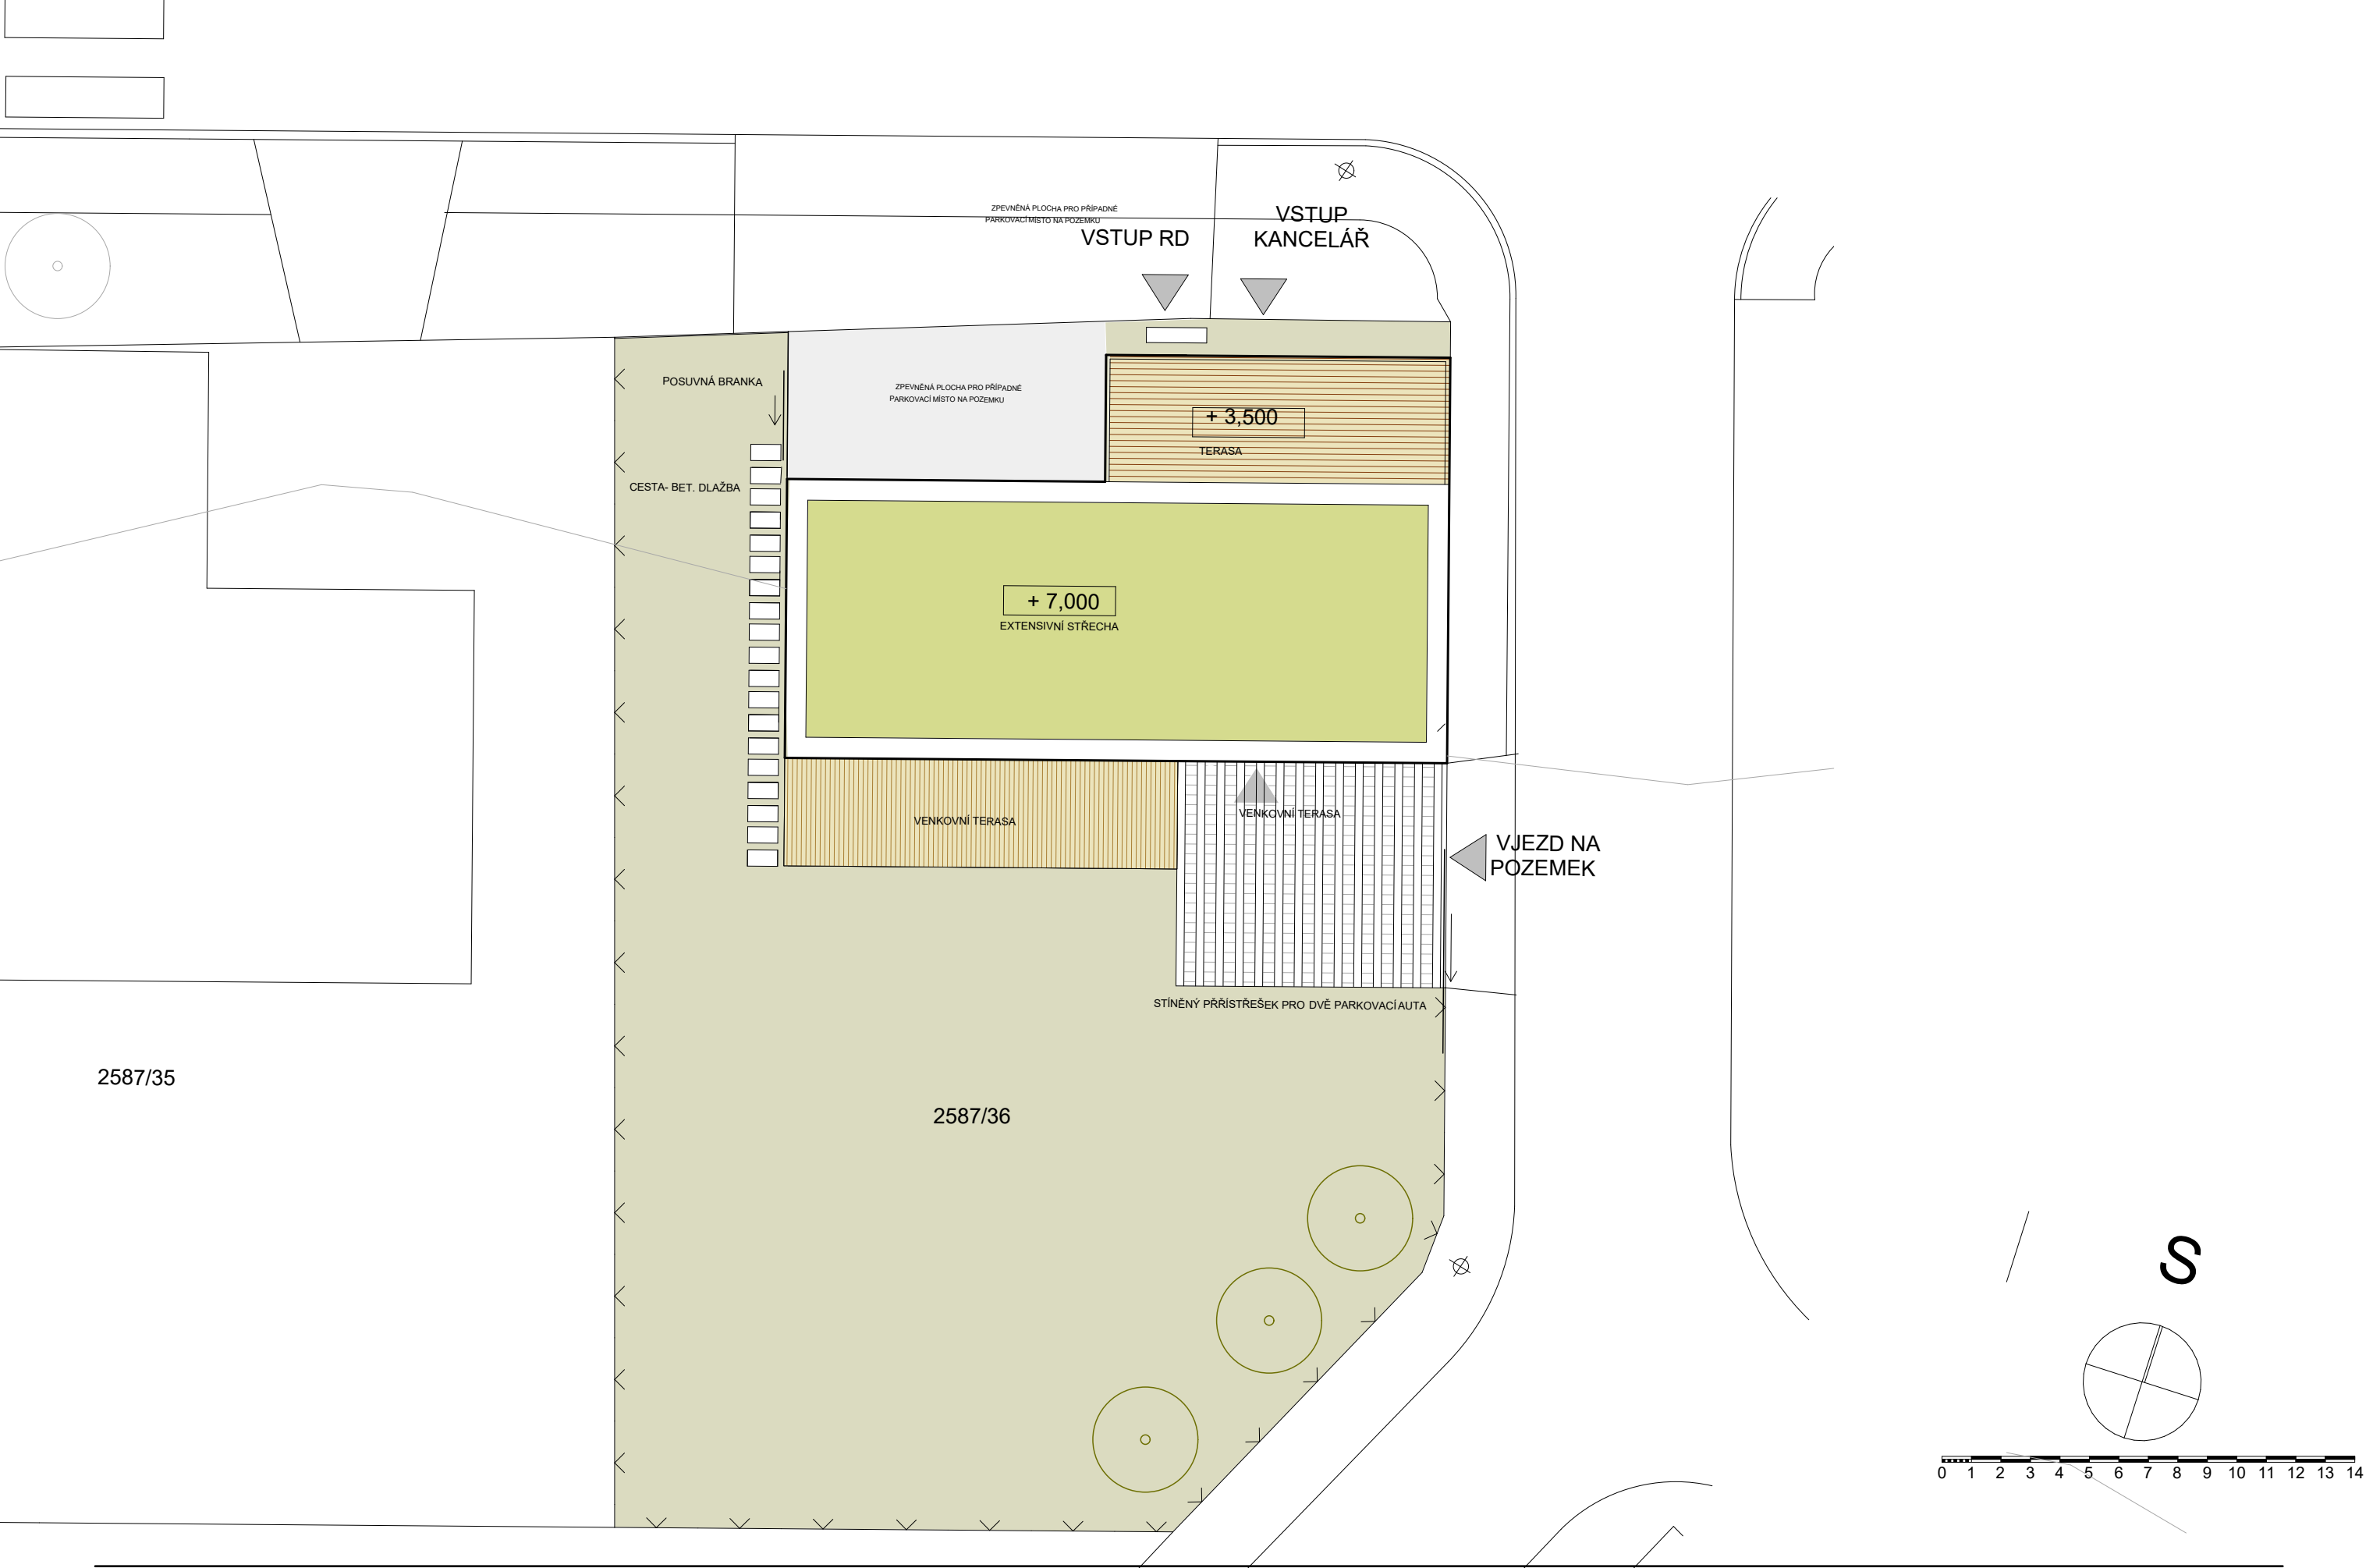 ZPEVNĚNÁ PLOCHA PRO PŘÍPADNÉ
PARKOVACÍ MÍSTO NA POZEMKU
VSTUP RD
VSTUP
KANCELÁŘ
POSUVNÁ BRANKA
ZPEVNĚNÁ PLOCHA PRO PŘÍPADNÉ
PARKOVACÍ MÍSTO NA POZEMKU
+ 3,500
TERASA
CESTA- BET. DLAŽBA
+ 7,000
EXTENSIVNÍ STŘECHA
VENKOVNÍ TERASA
VENKOVNÍ TERASA
VJEZD NA
POZEMEK
STÍNĚNÝ PŘŘÍSTŘEŠEK PRO DVĚ PARKOVACÍ AUTA
2587/35
2587/36
S
0 1 2 3 4 5 6 7 8 9 10 11 12 13 14